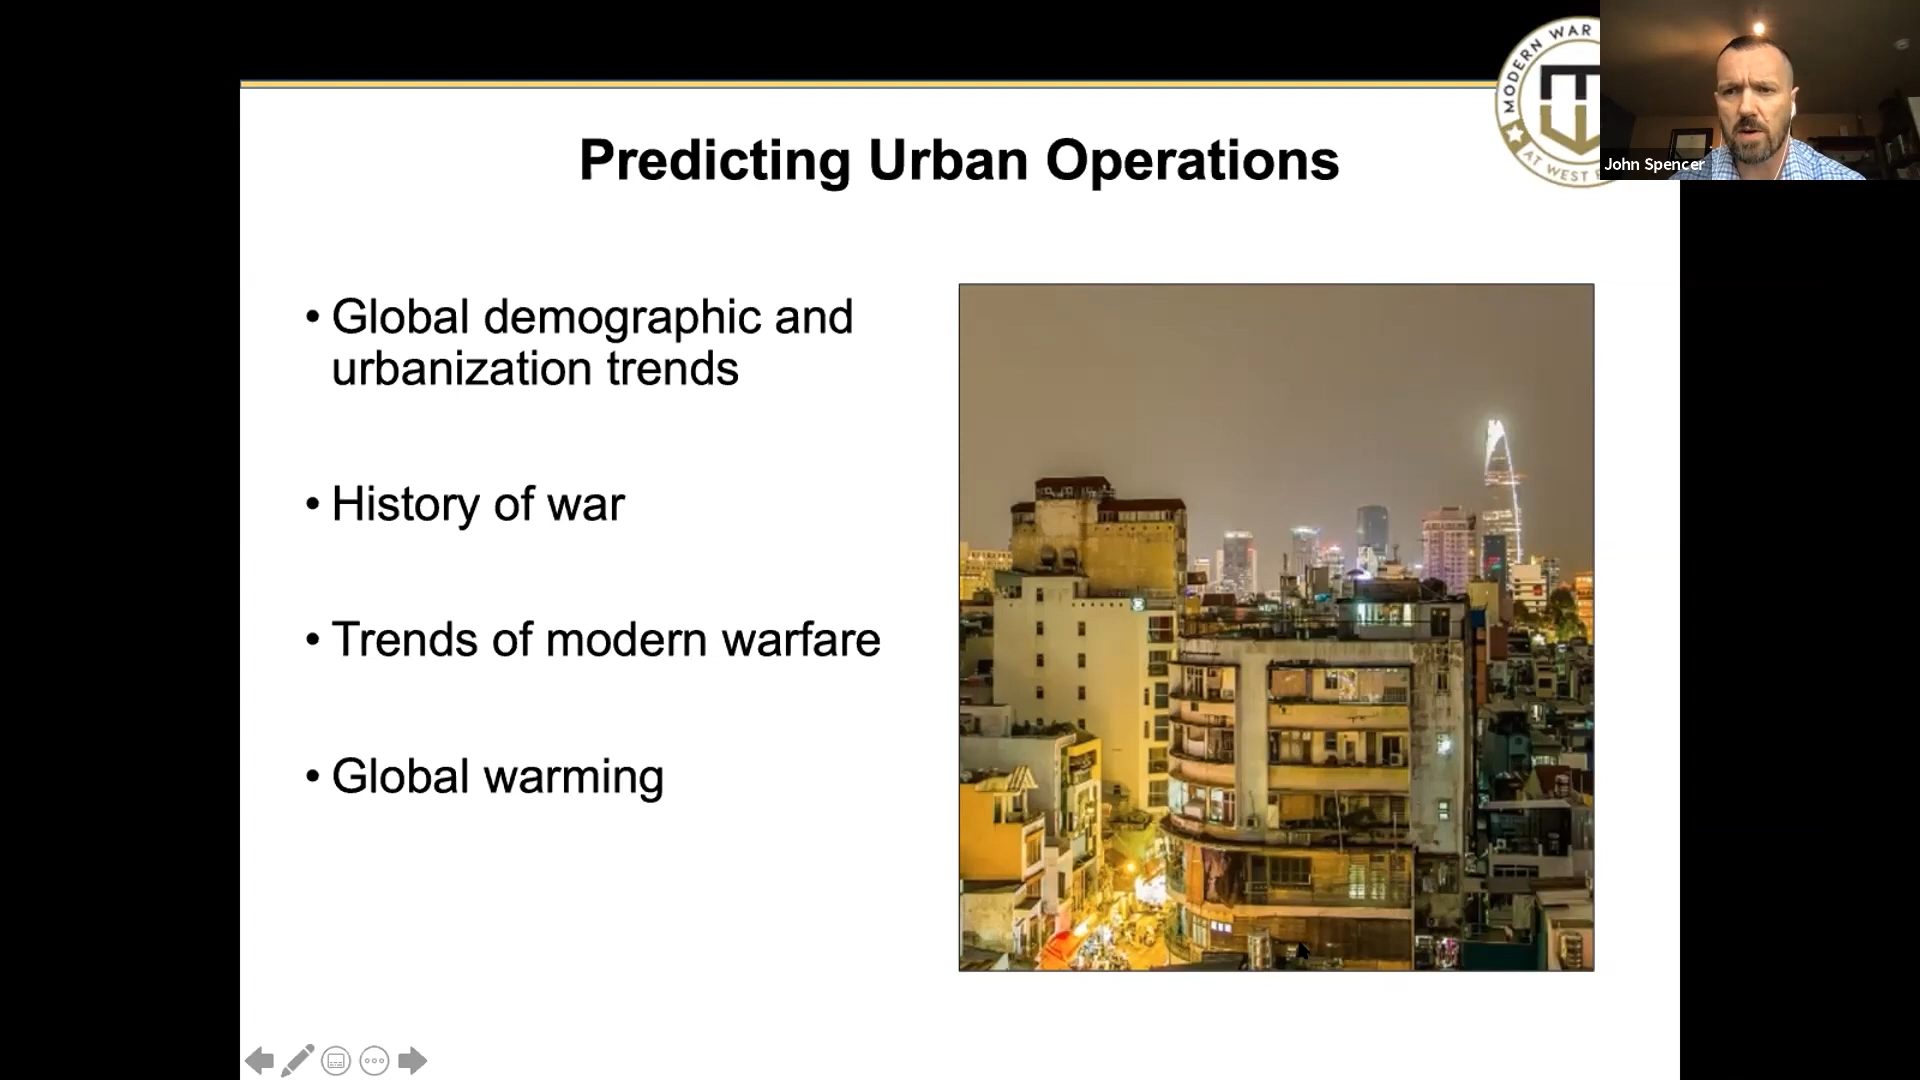 Predicting Urban Operations
MODERN WAR
AT WEST
John Spencer
• Global demographic and
urbanization trends
• History of war
• Trends of modern warfare
• Global warming